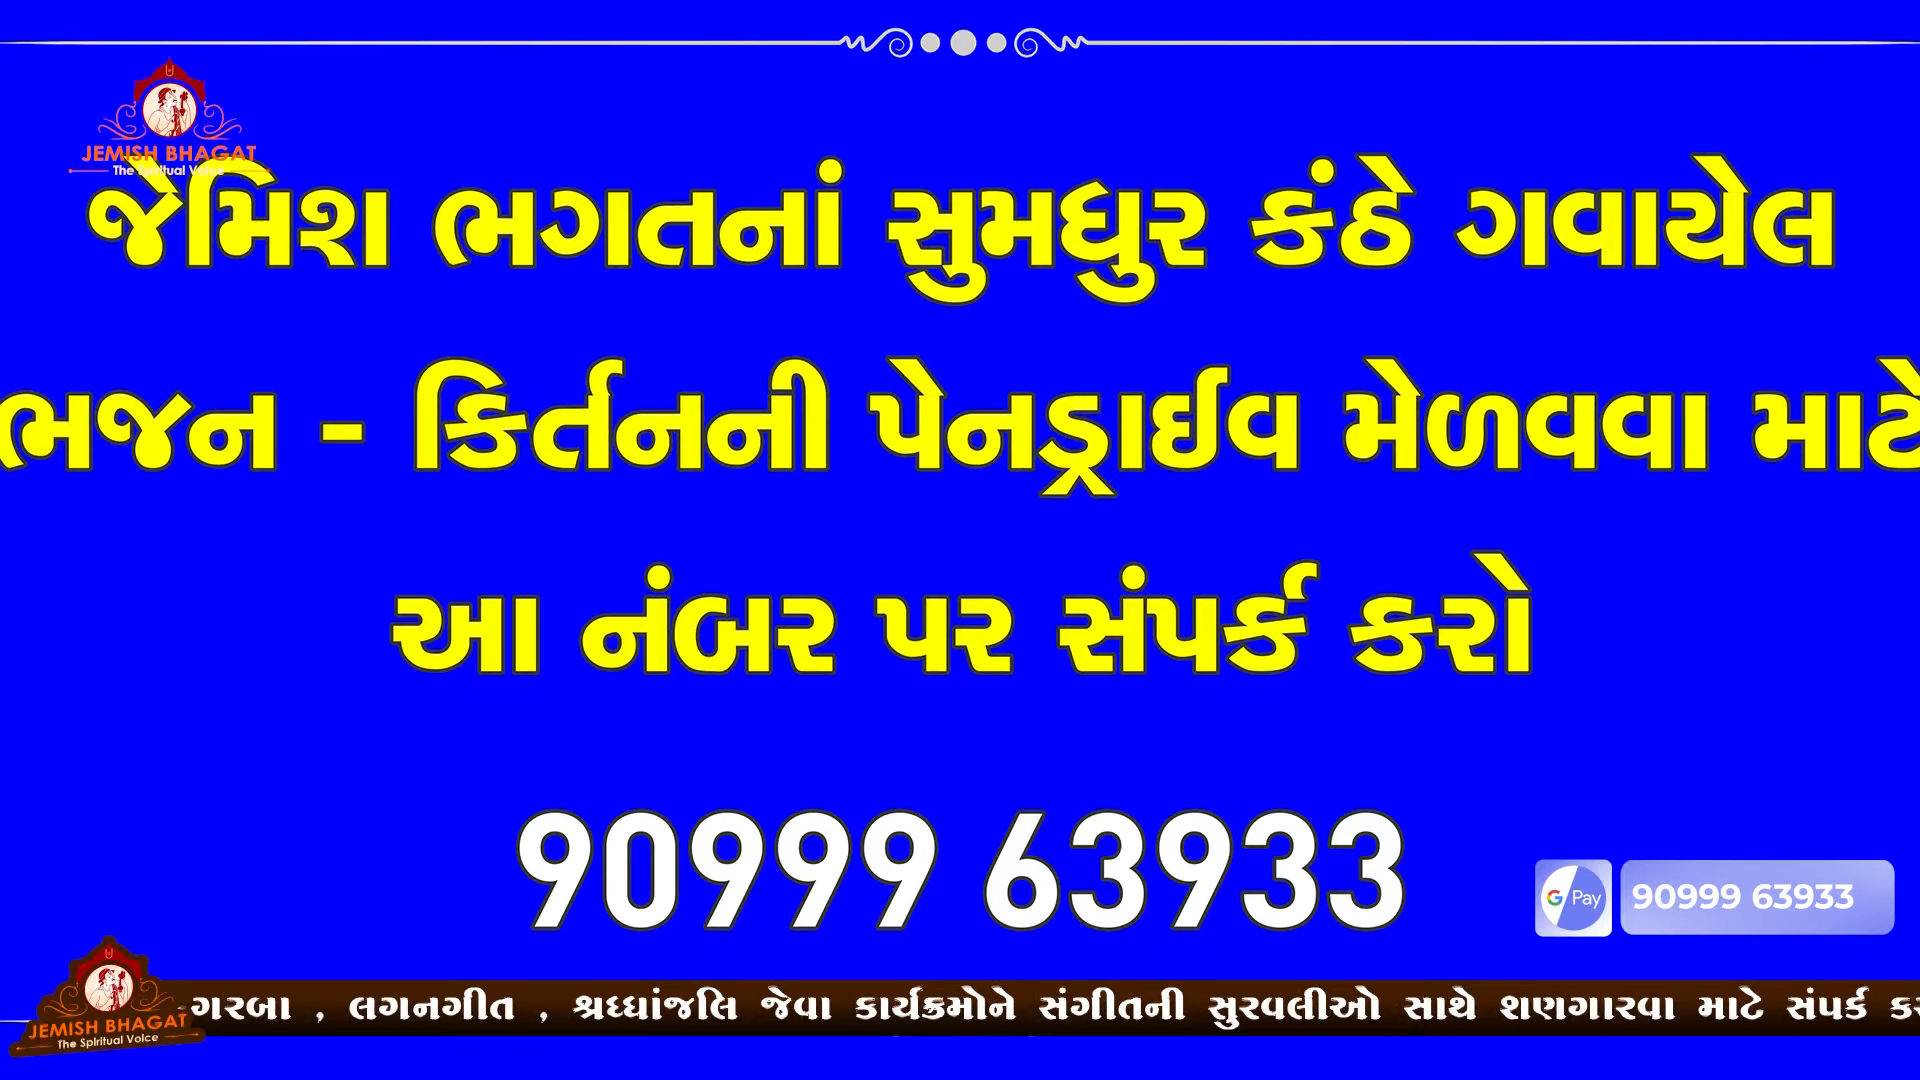 JEMISH BHAGAT
The Spiritual Voice
જેમિશ ભગતનાં સુમધુર કંઠે ગવાયેલ
ભજન - કિર્તનની પેનડ્રાઈવ મેળવવા માટે
આ નંબર પર સંપર્ક કરો
90999 63933
G Pay 90999 63933
ગરબા , લગનગીત , શ્રધ્ધાંજલિ જેવા કાર્યક્રમોને સંગીતની સુરવલીઓ સાથે શણગારવા માટે સંપર્ક
JEMISH BHAGAT
The Spiritual Voice